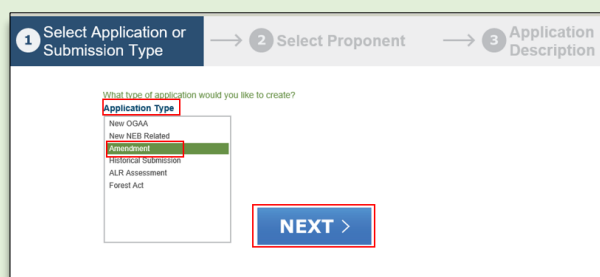 1 Select Application or
Submission Type
→ 2 Select Proponent
→ 3 Application
Description
What type of application would you like to create?
Application Type
New OGAA
New NEB Related
Amendment
Historical Submission
ALR Assessment
Forest Act
NEXT >